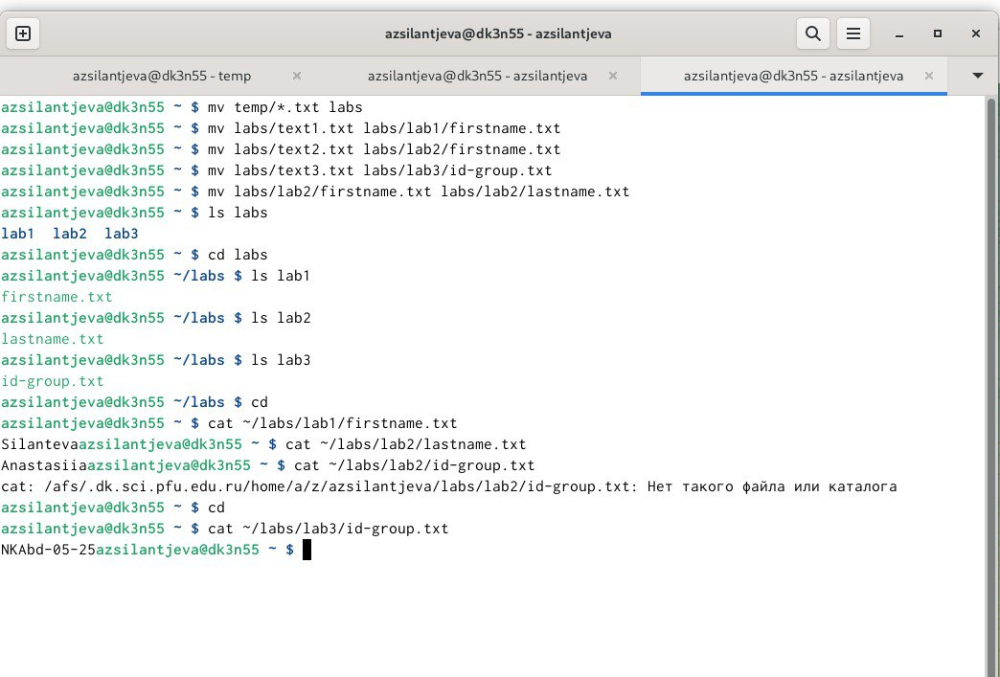 azsilantjeva@dk3n55 - azsilantjeva
azsilantjeva@dk3n55 - temp
azsilantjeva@dk3n55 - azsilantjeva
azsilantjeva@dk3n55 - azsilantjeva
azsilantjeva@dk3n55 ~ $ mv temp/*.txt labs
azsilantjeva@dk3n55 ~ $ mv labs/text1.txt labs/lab1/firstname.txt
azsilantjeva@dk3n55 ~ $ mv labs/text2.txt labs/lab2/firstname.txt
azsilantjeva@dk3n55 ~ $ mv labs/text3.txt labs/lab3/id-group.txt
azsilantjeva@dk3n55 ~ $ mv labs/lab2/firstname.txt labs/lab2/lastname.txt
azsilantjeva@dk3n55 ~ $ ls labs
lab1  lab2  lab3
azsilantjeva@dk3n55 ~ $ cd labs
azsilantjeva@dk3n55 ~/labs $ ls lab1
firstname.txt
azsilantjeva@dk3n55 ~/labs $ ls lab2
lastname.txt
azsilantjeva@dk3n55 ~/labs $ ls lab3
id-group.txt
azsilantjeva@dk3n55 ~/labs $ cd
azsilantjeva@dk3n55 ~ $ cat ~/labs/lab1/firstname.txt
Silantevaazsilantjeva@dk3n55 ~ $ cat ~/labs/lab2/lastname.txt
Anastasiiaazsilantjeva@dk3n55 ~ $ cat ~/labs/lab2/id-group.txt
cat: /afs/.dk.sci.pfu.edu.ru/home/a/z/azsilantjeva/labs/lab2/id-group.txt: Нет такого файла или каталога
azsilantjeva@dk3n55 ~ $ cd
azsilantjeva@dk3n55 ~ $ cat ~/labs/lab3/id-group.txt
NKAbd-05-25azsilantjeva@dk3n55 ~ $